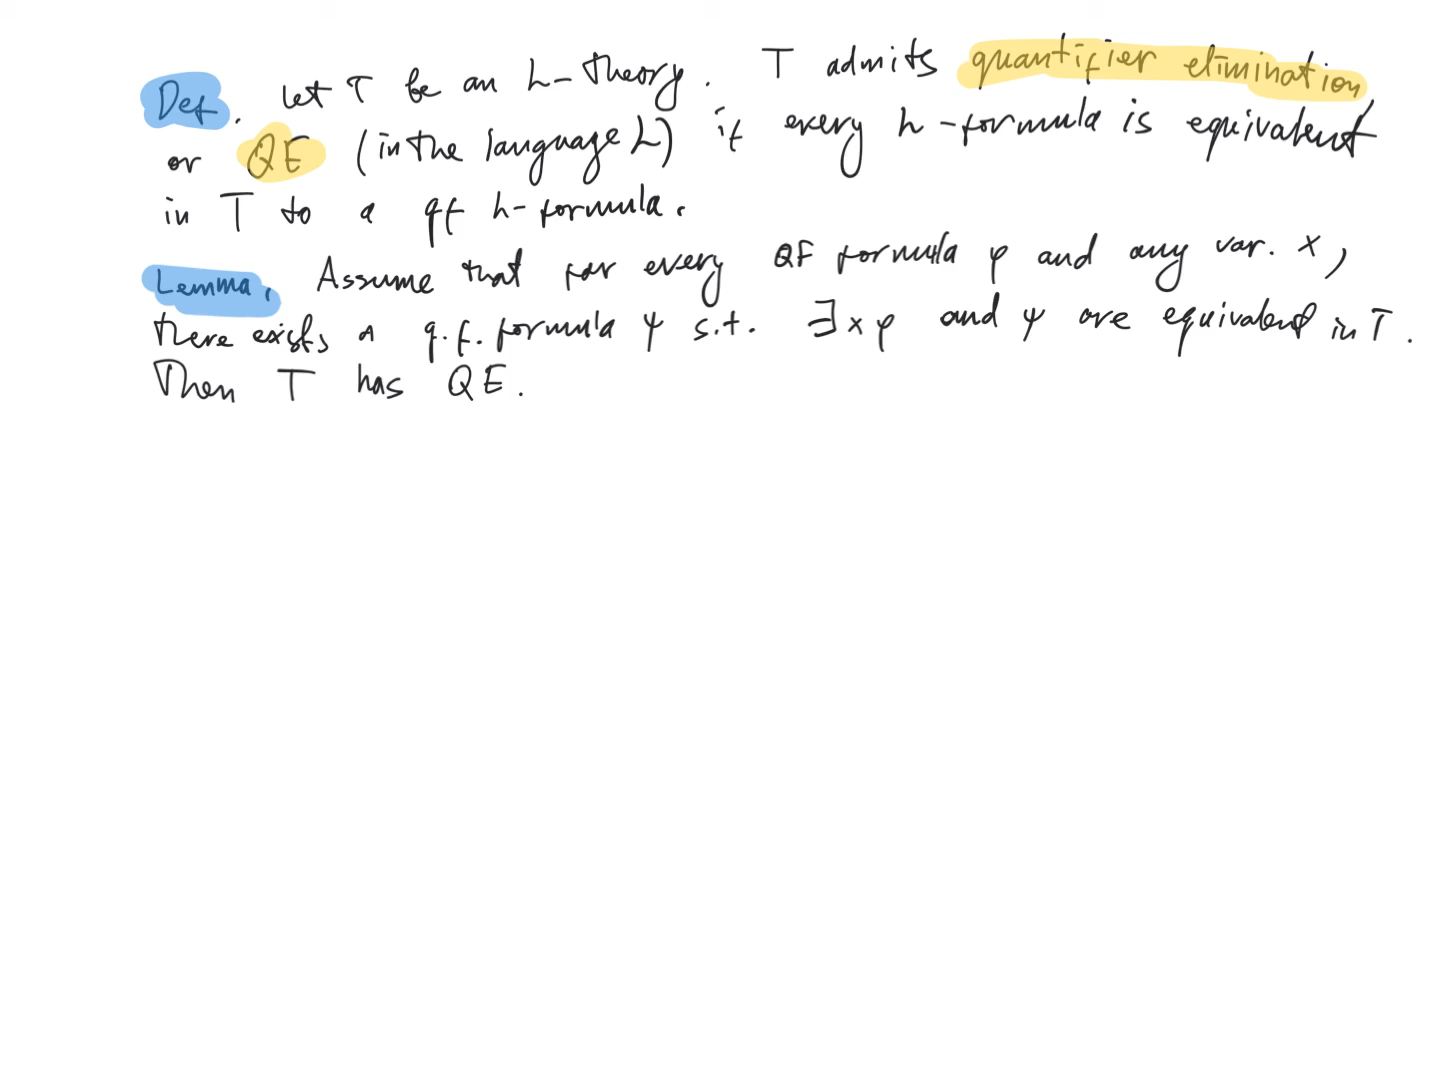 Def. Let T be an L-theory. T admits quantifier elimination
or QE (in the language L) if every L-formula is equivalent
in T to a qf L-formula.
Lemma. Assume that for every QF formula φ and any var. x,
there exists a q.f. formula ψ s.t. ∃xφ and ψ are equivalent in T.
Then T has QE.